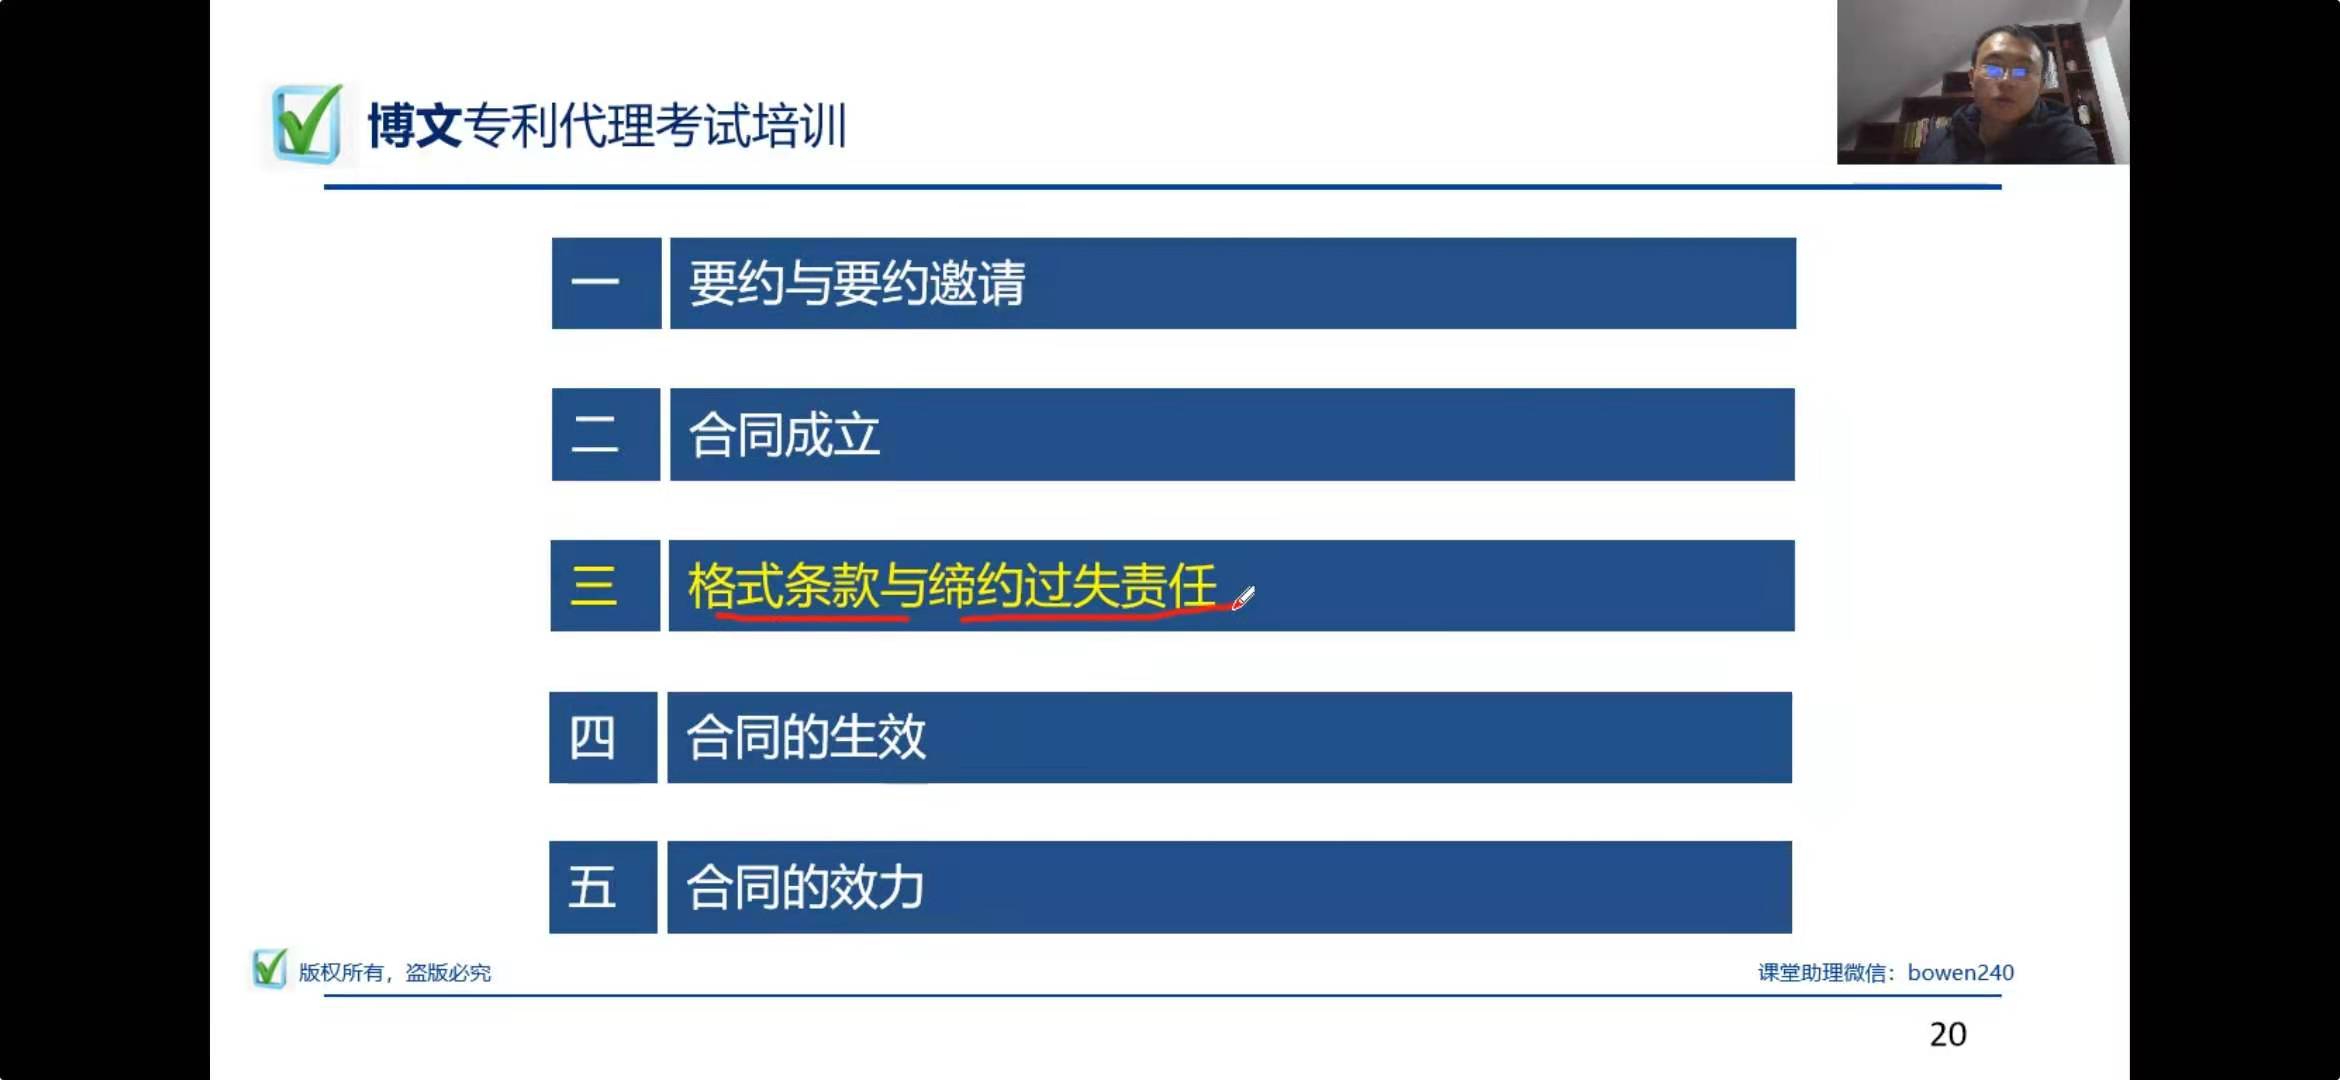 博文专利代理考试培训
一 要约与要约邀请
二 合同成立
三 格式条款与缔约过失责任
四 合同的生效
五 合同的效力
版权所有，盗版必究
课堂助理微信：bowen240
20